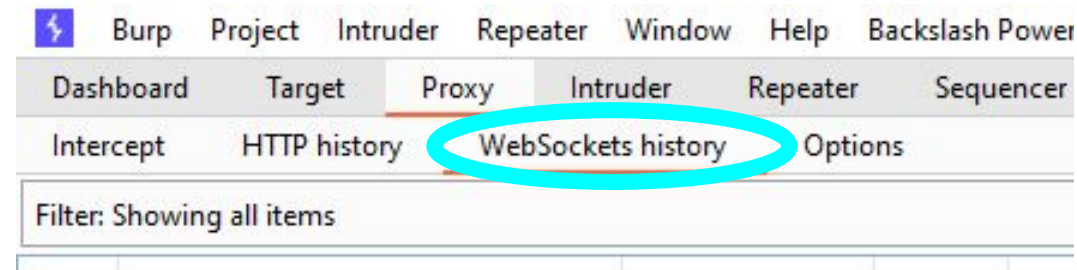 Burp Project Intruder Repeater Window Help Backslash Power
Dashboard Target Proxy Intruder Repeater Sequencer
Intercept HTTP history WebSockets history Options
Filter: Showing all items